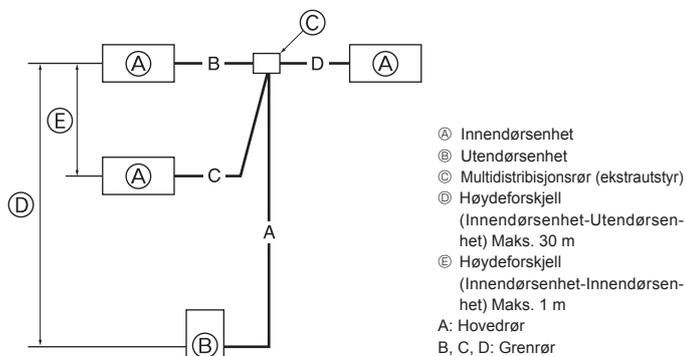 Ⓒ
Ⓐ B D Ⓐ
Ⓔ
Ⓐ C
Ⓓ
A
Ⓑ
Ⓐ Innendørsenhet
Ⓑ Utendørsenhet
Ⓒ Multidistribisjonsrør (ekstrautstyr)
Ⓓ Høydeforskjell
(Innendørsenhet-Utendørsen-
het) Maks. 30 m
Ⓔ Høydeforskjell
(Innendørsenhet-Innendørsen-
het) Maks. 1 m
A: Hovedrør
B, C, D: Grenrør